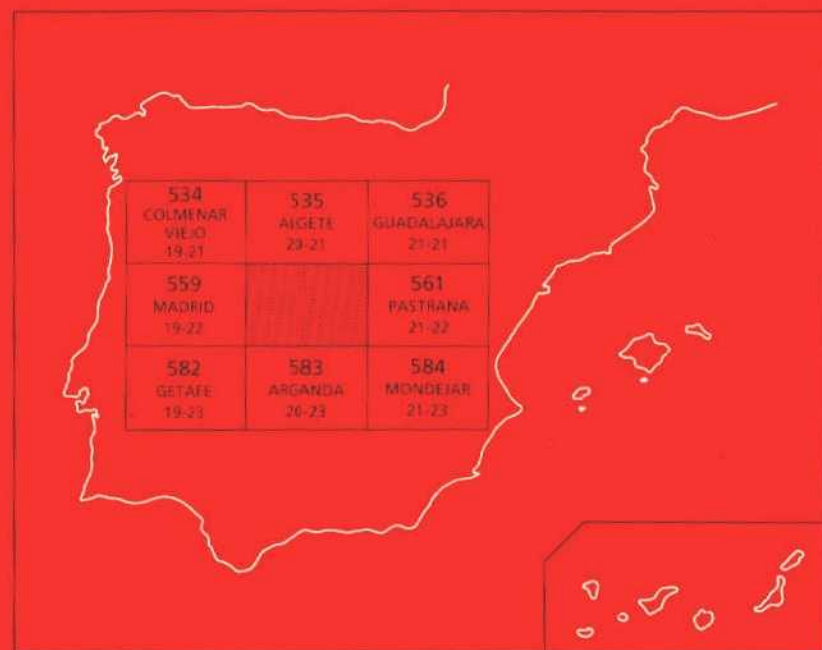 534
COLMENAR
VIEJO
19-21
535
ALGETE
20-21
536
GUADALAJARA
21-21
559
MADRID
19-22
561
PASTRANA
21-22
582
GETAFE
19-23
583
ARGANDA
20-23
584
MONDEJAR
21-23